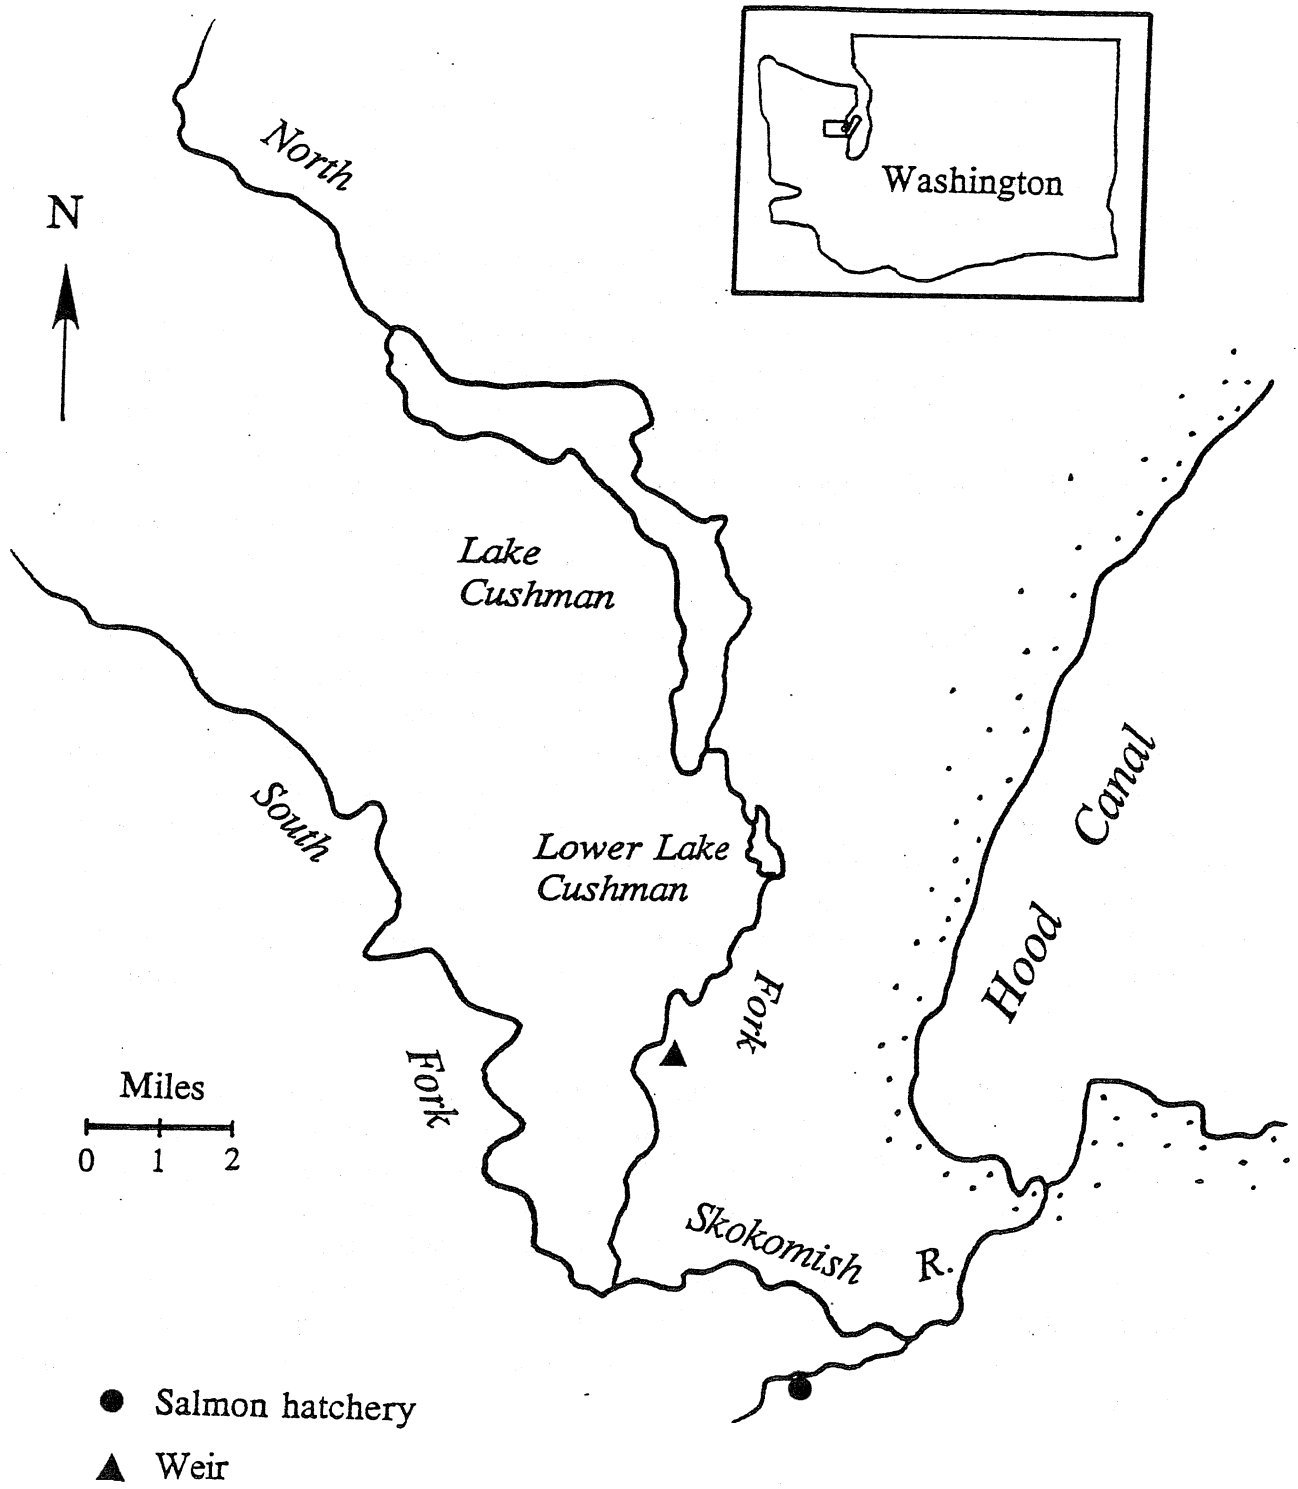 Washington
North
N
Lake
Cushman
South
Lower Lake
Cushman
Canal
Hood
Fork
Fork
Miles
0 1 2
Skokomish R.
Salmon hatchery
Weir